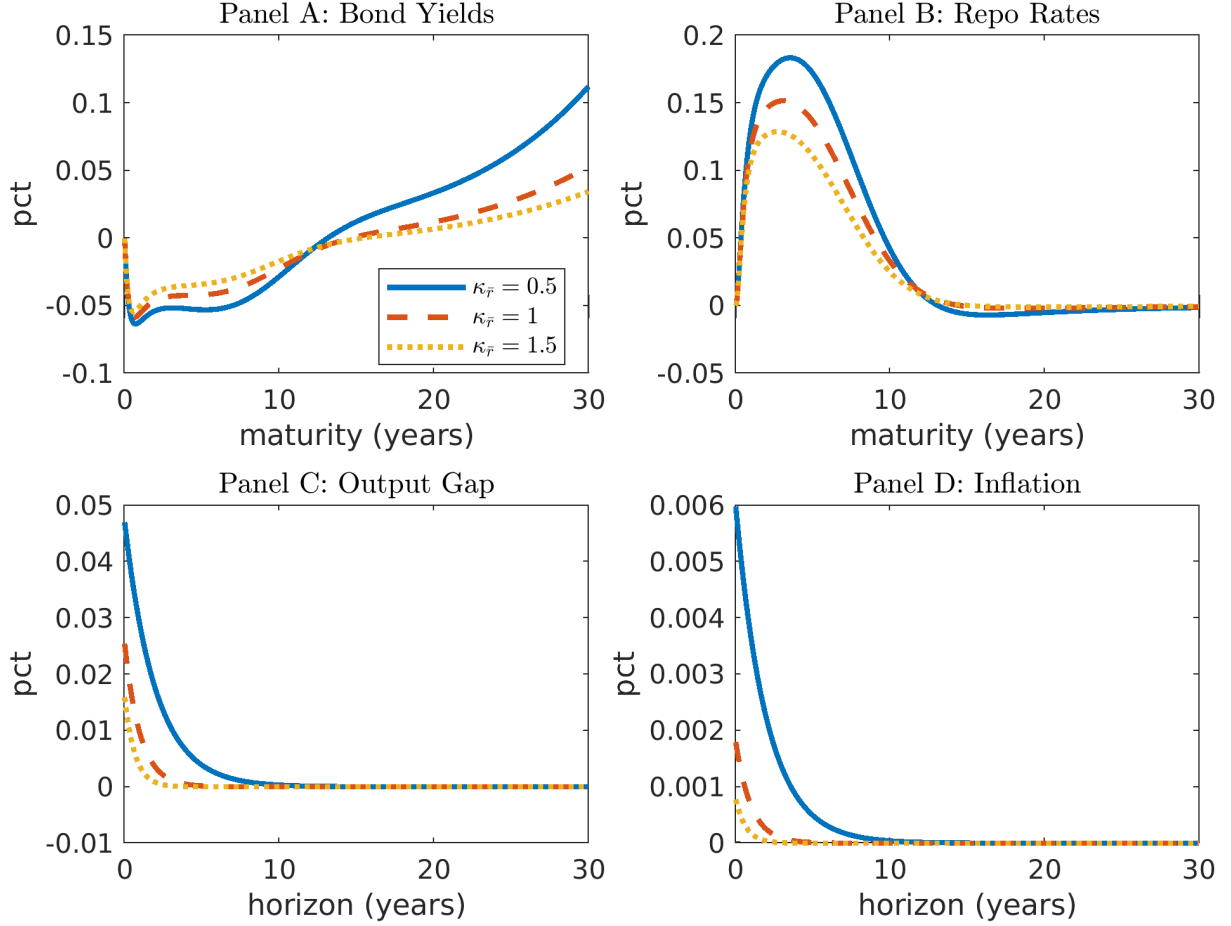 Panel A: Bond Yields
0.15
0.1
0.05
0
-0.05
-0.1
pct
0 10 20 30
maturity (years)
κ_r̄ = 0.5
κ_r̄ = 1
κ_r̄ = 1.5
Panel B: Repo Rates
0.2
0.15
0.1
0.05
0
-0.05
pct
0 10 20 30
maturity (years)
Panel C: Output Gap
0.05
0.04
0.03
0.02
0.01
0
-0.01
pct
0 10 20 30
horizon (years)
Panel D: Inflation
0.006
0.005
0.004
0.003
0.002
0.001
0
pct
0 10 20 30
horizon (years)